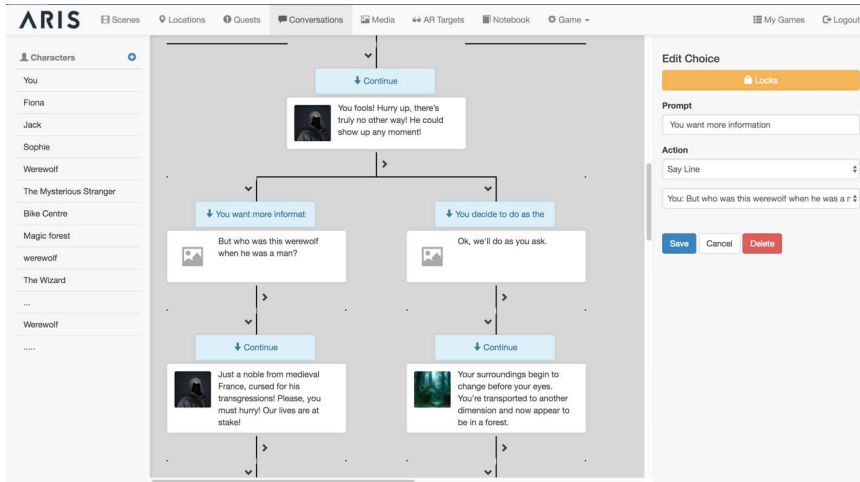 ARIS
Scenes
Locations
Quests
Conversations
Media
AR Targets
Notebook
Game
My Games
Logout
Characters
You
Fiona
Jack
Sophie
Werewolf
The Mysterious Stranger
Bike Centre
Magic forest
werewolf
The Wizard
...
Werewolf
.....
Continue
You fools! Hurry up, there's
truly no other way! He could
show up any moment!
You want more informat
You decide to do as the
But who was this werewolf
when he was a man?
Ok, we'll do as you ask.
Continue
Continue
Just a noble from medieval
France, cursed for his
transgressions! Please, you
must hurry! Our lives are at
stake!
Your surroundings begin to
change before your eyes.
You're transported to another
dimension and now appear to
be in a forest.
Edit Choice
Locks
Prompt
You want more information
Action
Say Line
You: But who was this werewolf when he was a r
Save
Cancel
Delete